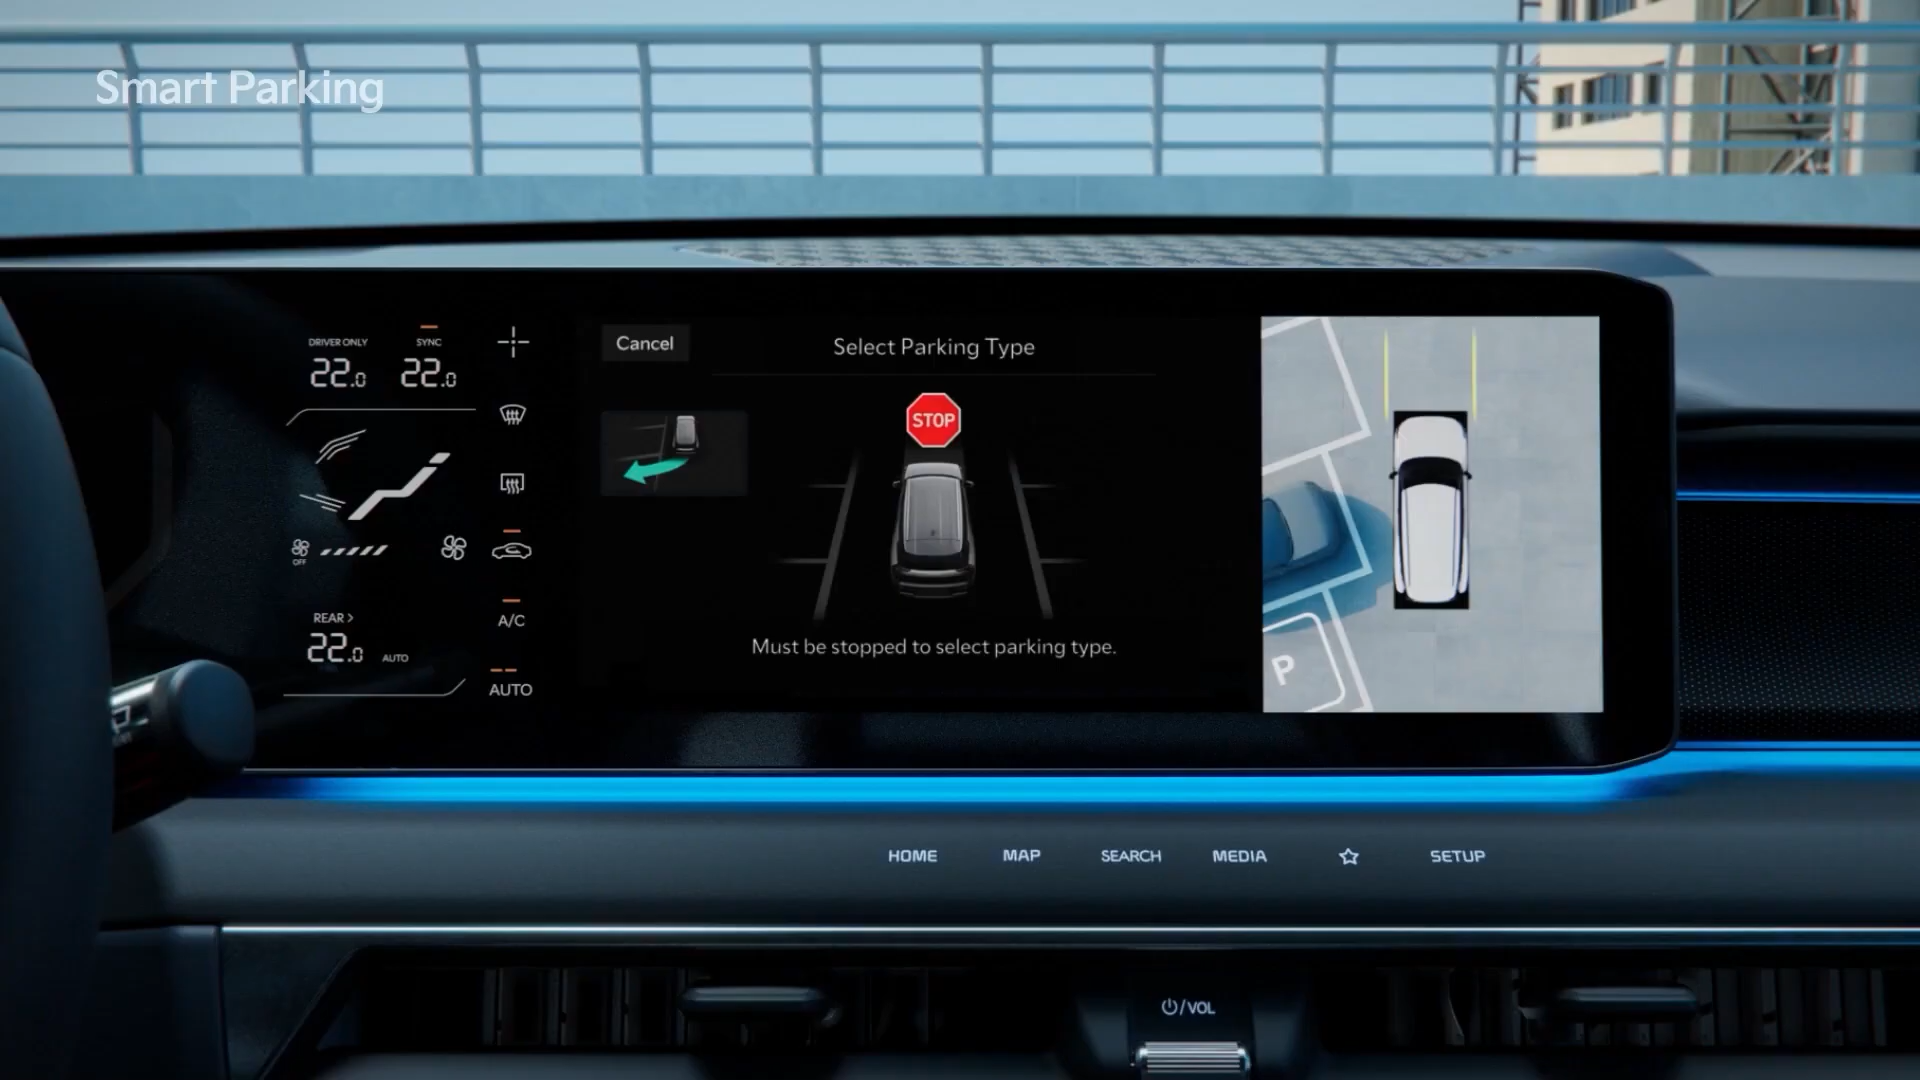 Smart Parking
DRIVER ONLY
22.0
SYNC
22.0
OFF
REAR >
22.0
AUTO
A/C
AUTO
Cancel
Select Parking Type
STOP
Must be stopped to select parking type.
P
HOME
MAP
SEARCH
MEDIA
SETUP
/VOL